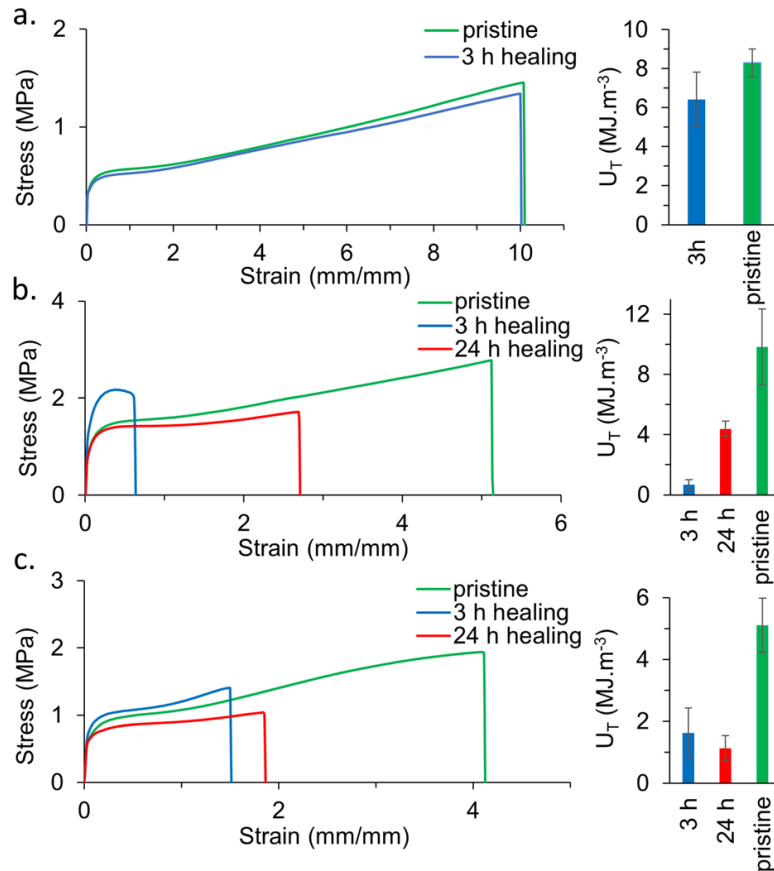 a.
pristine
3 h healing
Stress (MPa)
2
1
0
0
2
4
6
8
10
Strain (mm/mm)
U_T (MJ.m⁻³)
10
8
6
4
2
0
3h
pristine
b.
pristine
3 h healing
24 h healing
Stress (MPa)
4
2
0
0
2
4
6
Strain (mm/mm)
U_T (MJ.m⁻³)
12
8
4
0
3 h
24 h
pristine
c.
pristine
3 h healing
24 h healing
Stress (MPa)
3
2
1
0
0
2
4
Strain (mm/mm)
U_T (MJ.m⁻³)
6
4
2
0
3 h
24 h
pristine